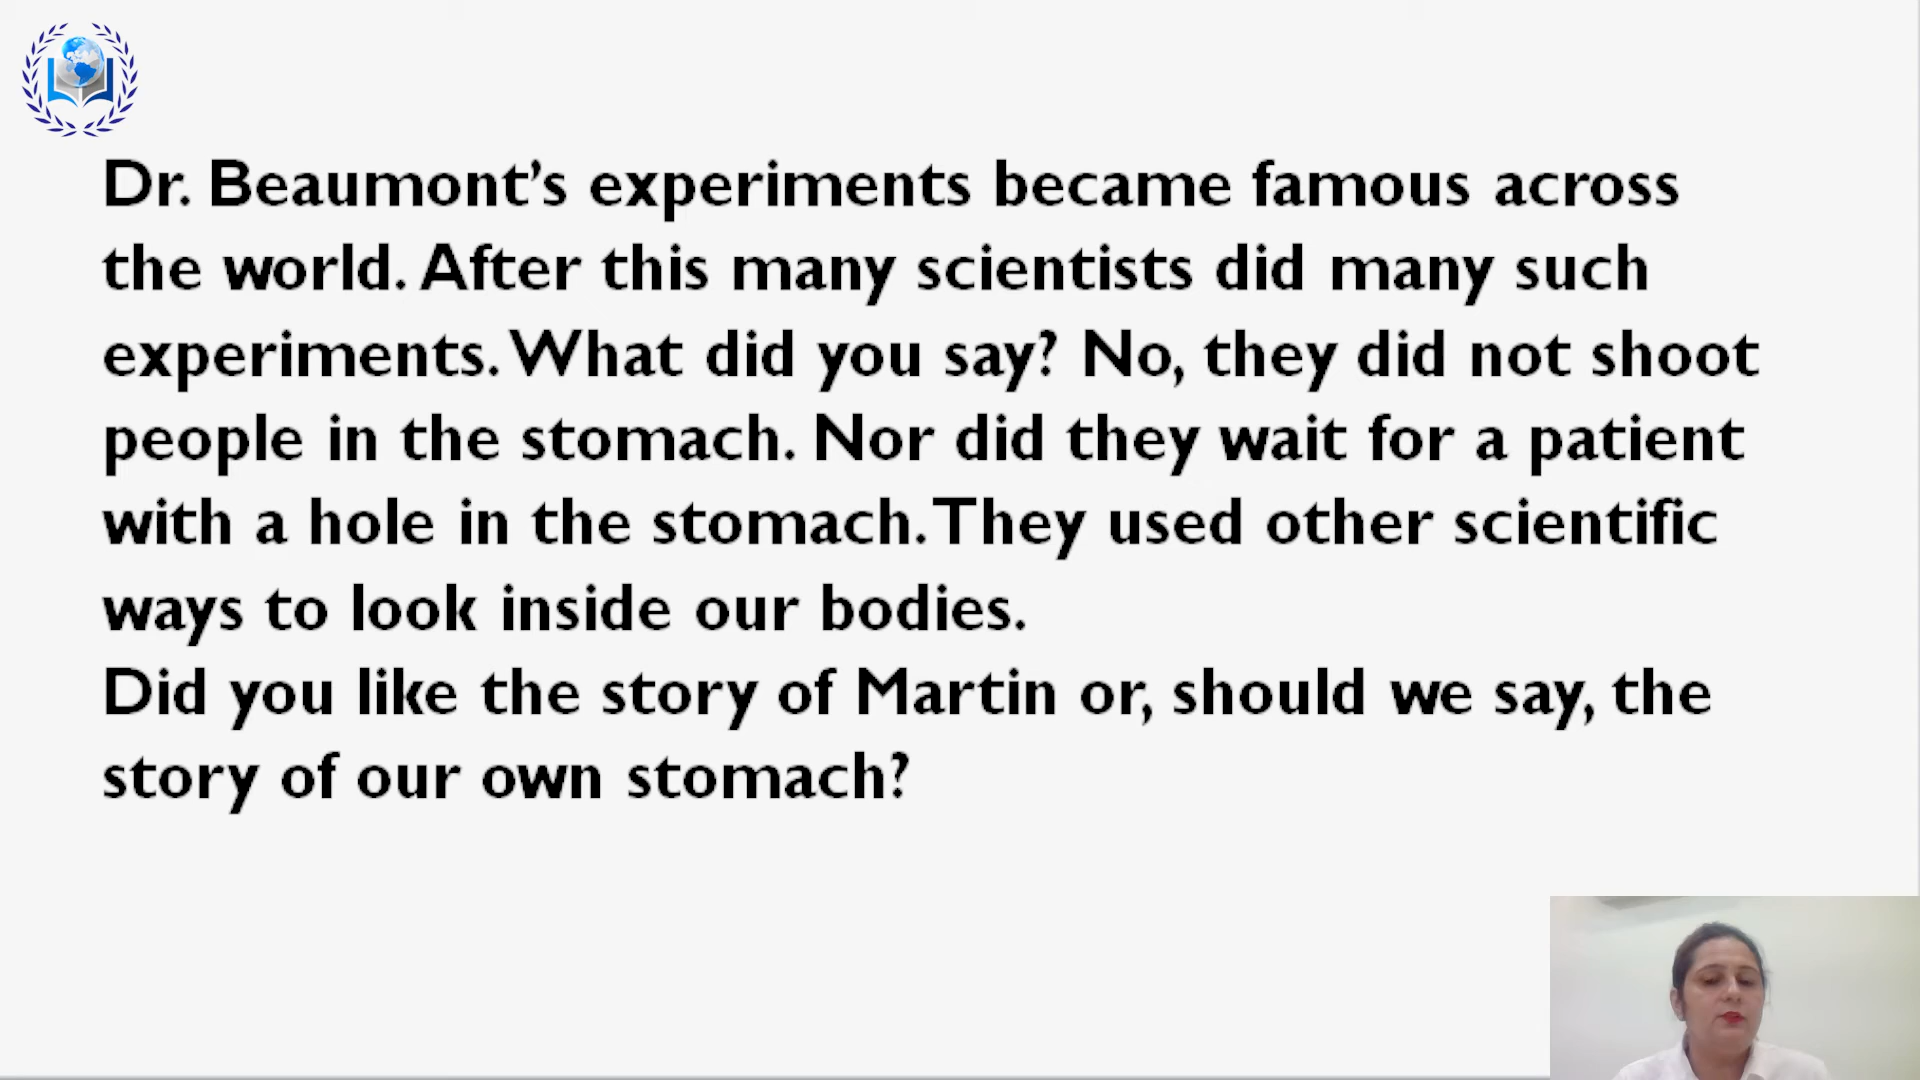 Dr. Beaumont’s experiments became famous across
the world. After this many scientists did many such
experiments. What did you say? No, they did not shoot
people in the stomach. Nor did they wait for a patient
with a hole in the stomach. They used other scientific
ways to look inside our bodies.
Did you like the story of Martin or, should we say, the
story of our own stomach?